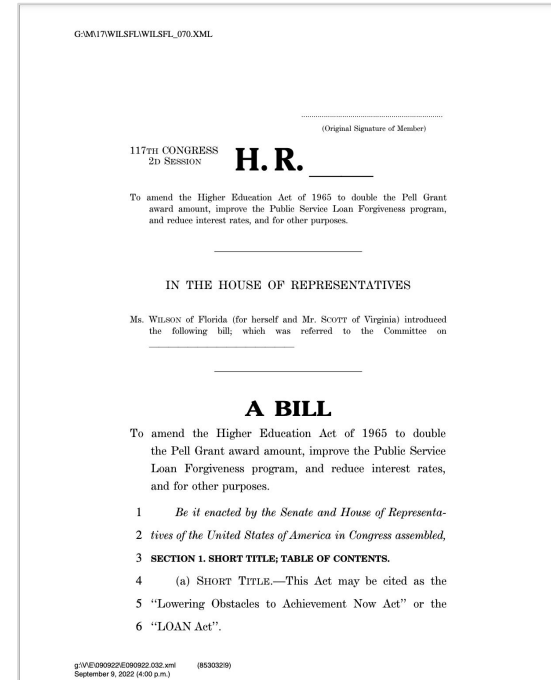 G:\M\17\WILSFL\WILSFL_070.XML
(Original Signature of Member)
117TH CONGRESS
2D SESSION
H. R.
To amend the Higher Education Act of 1965 to double the Pell Grant
award amount, improve the Public Service Loan Forgiveness program,
and reduce interest rates, and for other purposes.
IN THE HOUSE OF REPRESENTATIVES
Ms. WILSON of Florida (for herself and Mr. SCOTT of Virginia) introduced
the following bill; which was referred to the Committee on
A BILL
To amend the Higher Education Act of 1965 to double
the Pell Grant award amount, improve the Public Service
Loan Forgiveness program, and reduce interest rates,
and for other purposes.
1 Be it enacted by the Senate and House of Representa-
2 tives of the United States of America in Congress assembled,
3 SECTION 1. SHORT TITLE; TABLE OF CONTENTS.
4 (a) SHORT TITLE.—This Act may be cited as the
5 ‘‘Lowering Obstacles to Achievement Now Act’’ or the
6 ‘‘LOAN Act’’.
g:\V\E\090922\E090922.032.xml (853032|9)
September 9, 2022 (4:00 p.m.)